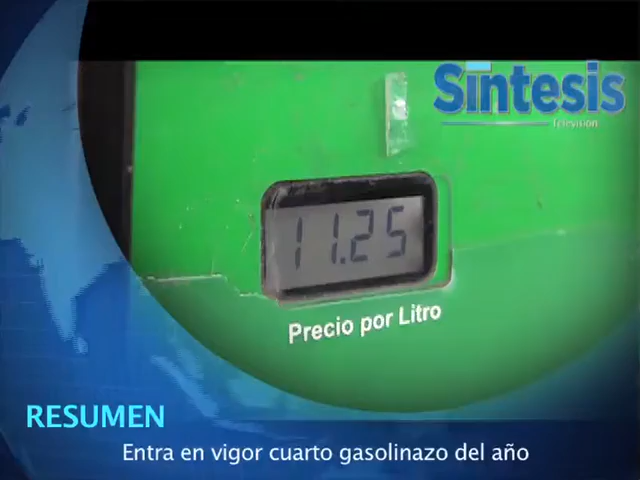 Síntesis
Televisión
11.25
Precio por Litro
RESUMEN
Entra en vigor cuarto gasolinazo del año